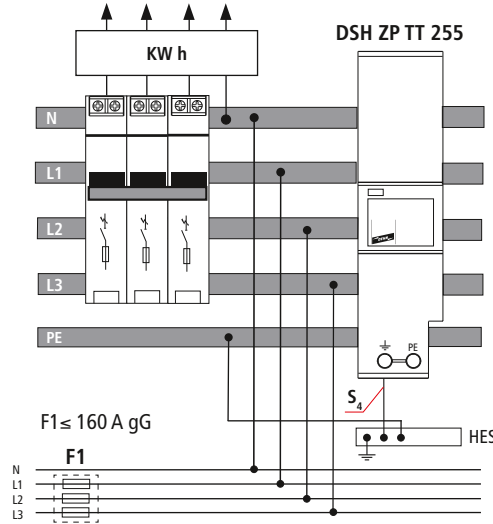 DSH ZP TT 255
KW h
N
L1
L2
L3
PE
PE
S4
HES
F1≤ 160 A gG
F1
N
L1
L2
L3